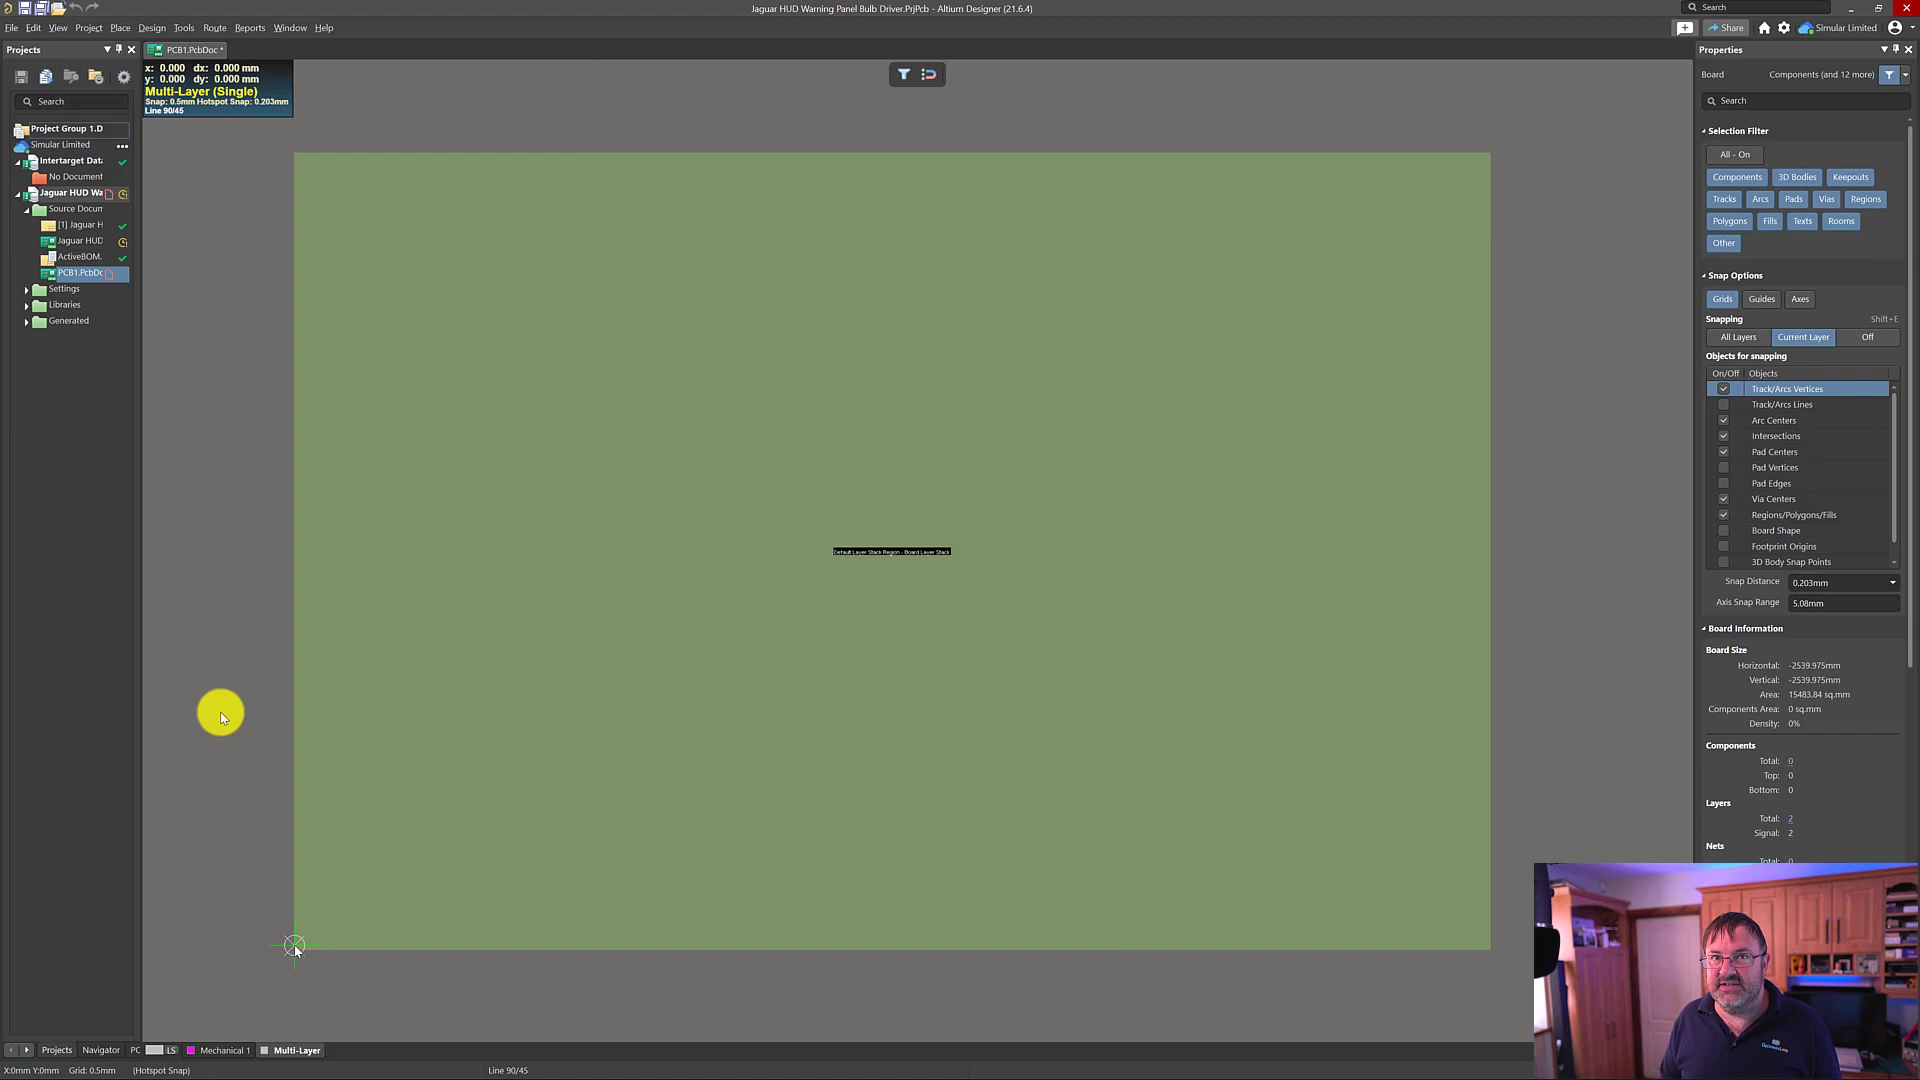 Jaguar HUD Warning Panel Bulb Driver.PrjPcb - Altium Designer (21.6.4)
Search
File Edit View Project Place Design Tools Route Reports Window Help
Share
Simular Limited
Projects
PCB1.PcbDoc *
Properties
x: 0.000 dx: 0.000 mm
y: 0.000 dy: 0.000 mm
Multi-Layer (Single)
Snap: 0.5mm Hotspot Snap: 0.203mm
Line 90/45
Board Components (and 12 more)
Search
Search
Project Group 1.D
Simular Limited
Intertarget Data
No Document
Jaguar HUD Wa
Source Docum
[1] Jaguar H
Jaguar HUD
ActiveBOM.
PCB1.PcbDo
Settings
Libraries
Generated
Default Layer Stack Region - Board Layer Stack
Selection Filter
All - On
Components 3D Bodies Keepouts
Tracks Arcs Pads Vias Regions
Polygons Fills Texts Rooms
Other
Snap Options
Grids Guides Axes
Snapping Shift+E
All Layers Current Layer Off
Objects for snapping
On/Off Objects
Track/Arcs Vertices
Track/Arcs Lines
Arc Centers
Intersections
Pad Centers
Pad Vertices
Pad Edges
Via Centers
Regions/Polygons/Fills
Board Shape
Footprint Origins
3D Body Snap Points
Snap Distance 0.203mm
Axis Snap Range 5.08mm
Board Information
Board Size
Horizontal: -2539.975mm
Vertical: -2539.975mm
Area: 15483.84 sq.mm
Components Area: 0 sq.mm
Density: 0%
Components
Total: 0
Top: 0
Bottom: 0
Layers
Total: 2
Signal: 2
Nets
Total: 0
Projects Navigator PC LS Mechanical 1 Multi-Layer
X:0mm Y:0mm Grid: 0.5mm (Hotspot Snap) Line 90/45